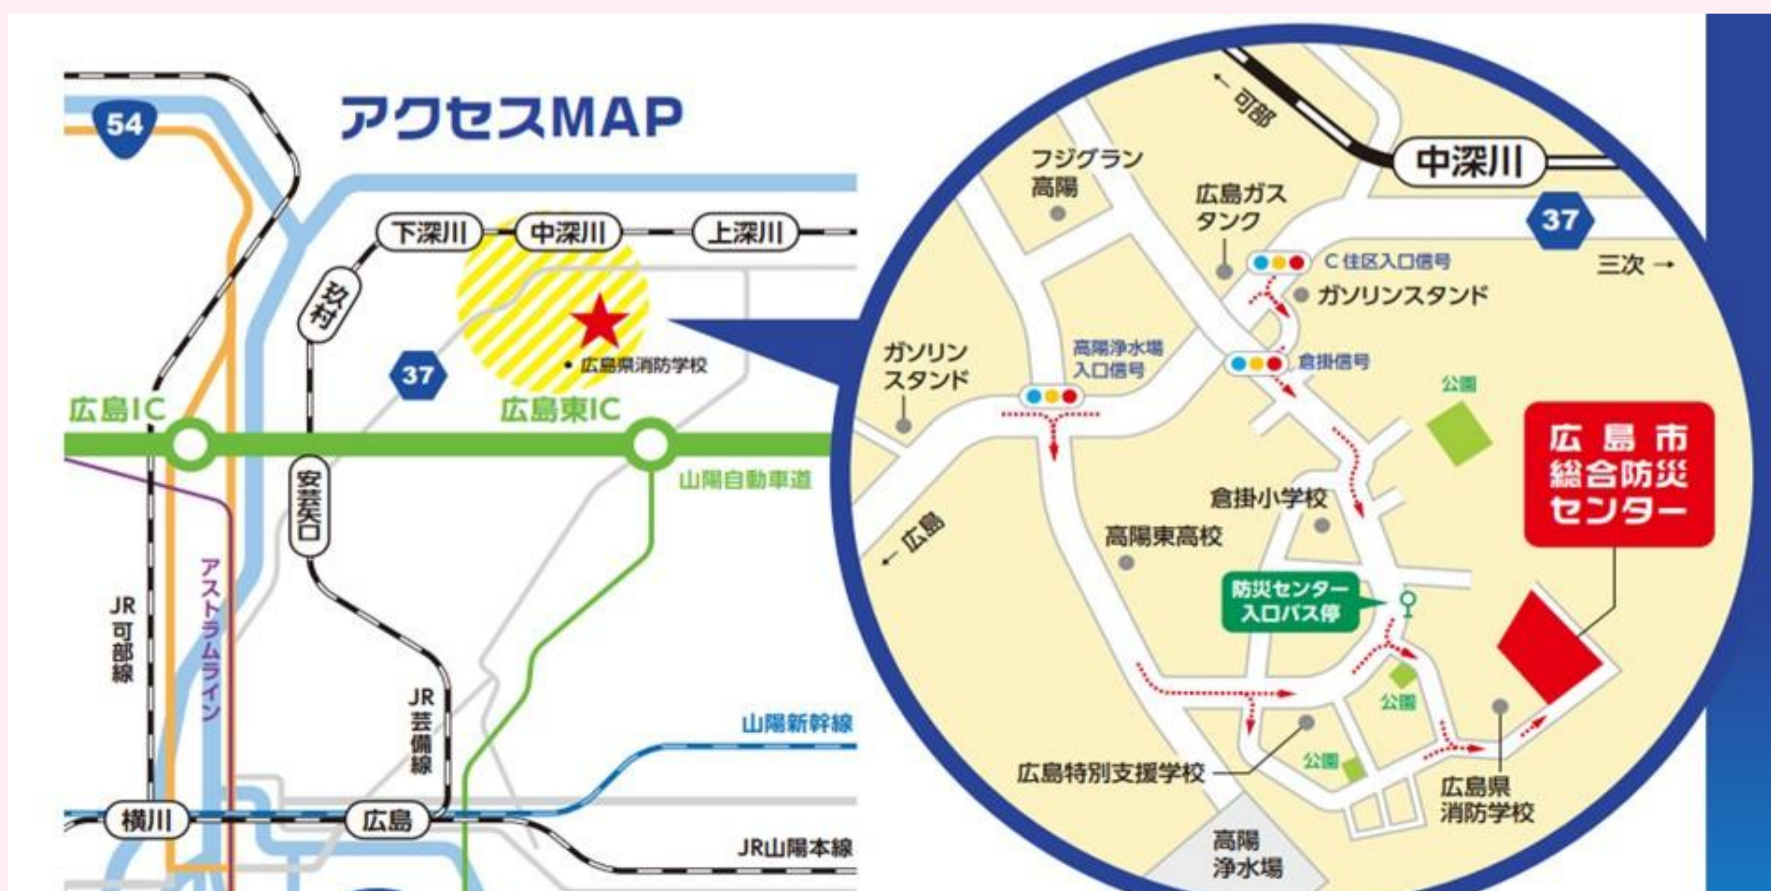 アクセスMAP
54
下深川
中深川
上深川
玖村
37
広島県消防学校
広島IC
広島東IC
山陽自動車道
安芸矢口
アストラムライン
JR可部線
JR芸備線
山陽新幹線
横川
広島
JR山陽本線
←可部
中深川
フジグラン
高陽
広島ガス
タンク
37
C住区入口信号
三次→
ガソリンスタンド
ガソリン
スタンド
高陽浄水場
入口信号
倉掛信号
公園
広島市
総合防災
センター
倉掛小学校
←広島
高陽東高校
防災センター
入口バス停
公園
広島特別支援学校
公園
広島県
消防学校
高陽
浄水場